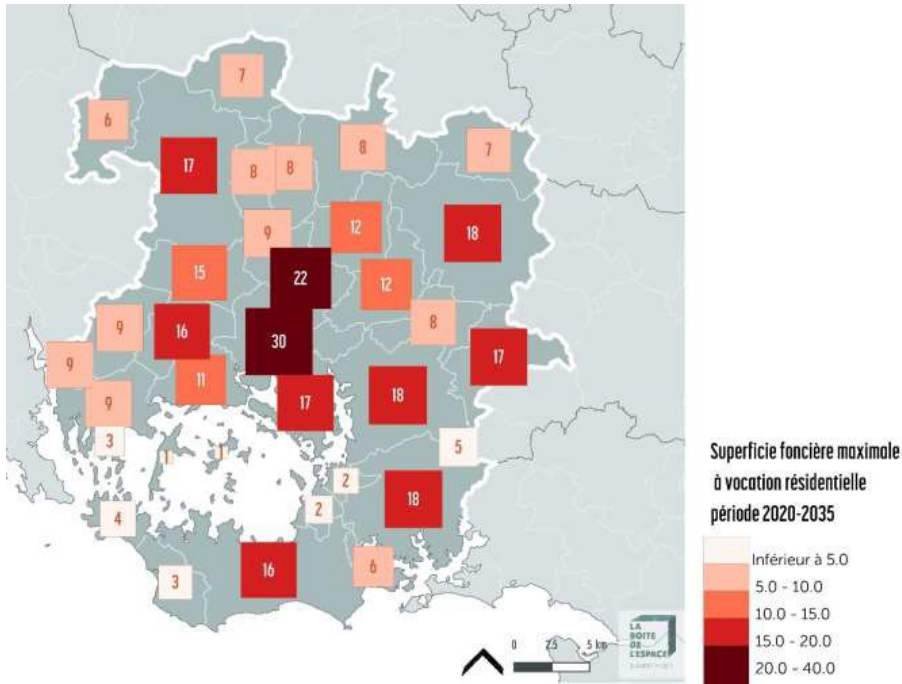 7
6
17
8
8
8
7
9
12
18
15
22
12
9
16
30
8
9
11
17
17
18
9
3
1
1
5
2
2
18
4
3
16
6
Superficie foncière maximale
à vocation résidentielle
période 2020-2035
Inférieur à 5.0
5.0 - 10.0
10.0 - 15.0
15.0 - 20.0
20.0 - 40.0
0 2.5 5 km
LA
BOITE
DE
L'ESPACE